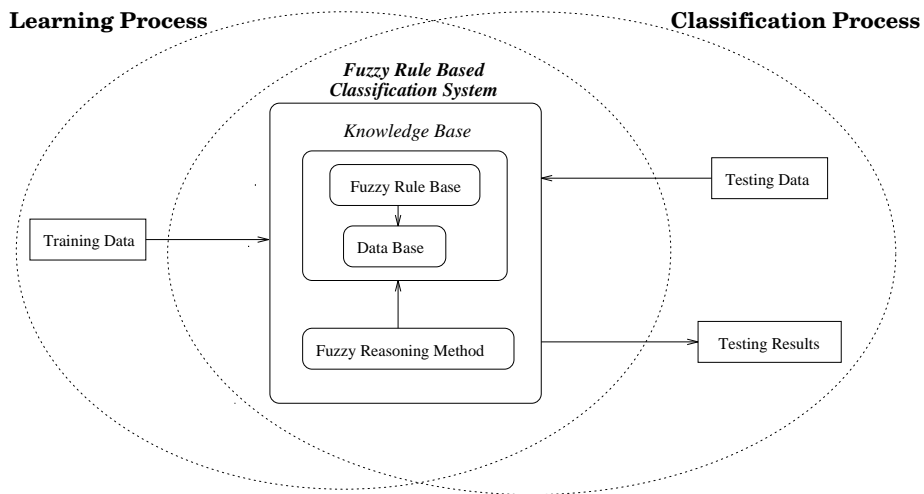 Learning Process
Classification Process
Fuzzy Rule Based
Classification System
Knowledge Base
Fuzzy Rule Base
Testing Data
Training Data
Data Base
Fuzzy Reasoning Method
Testing Results